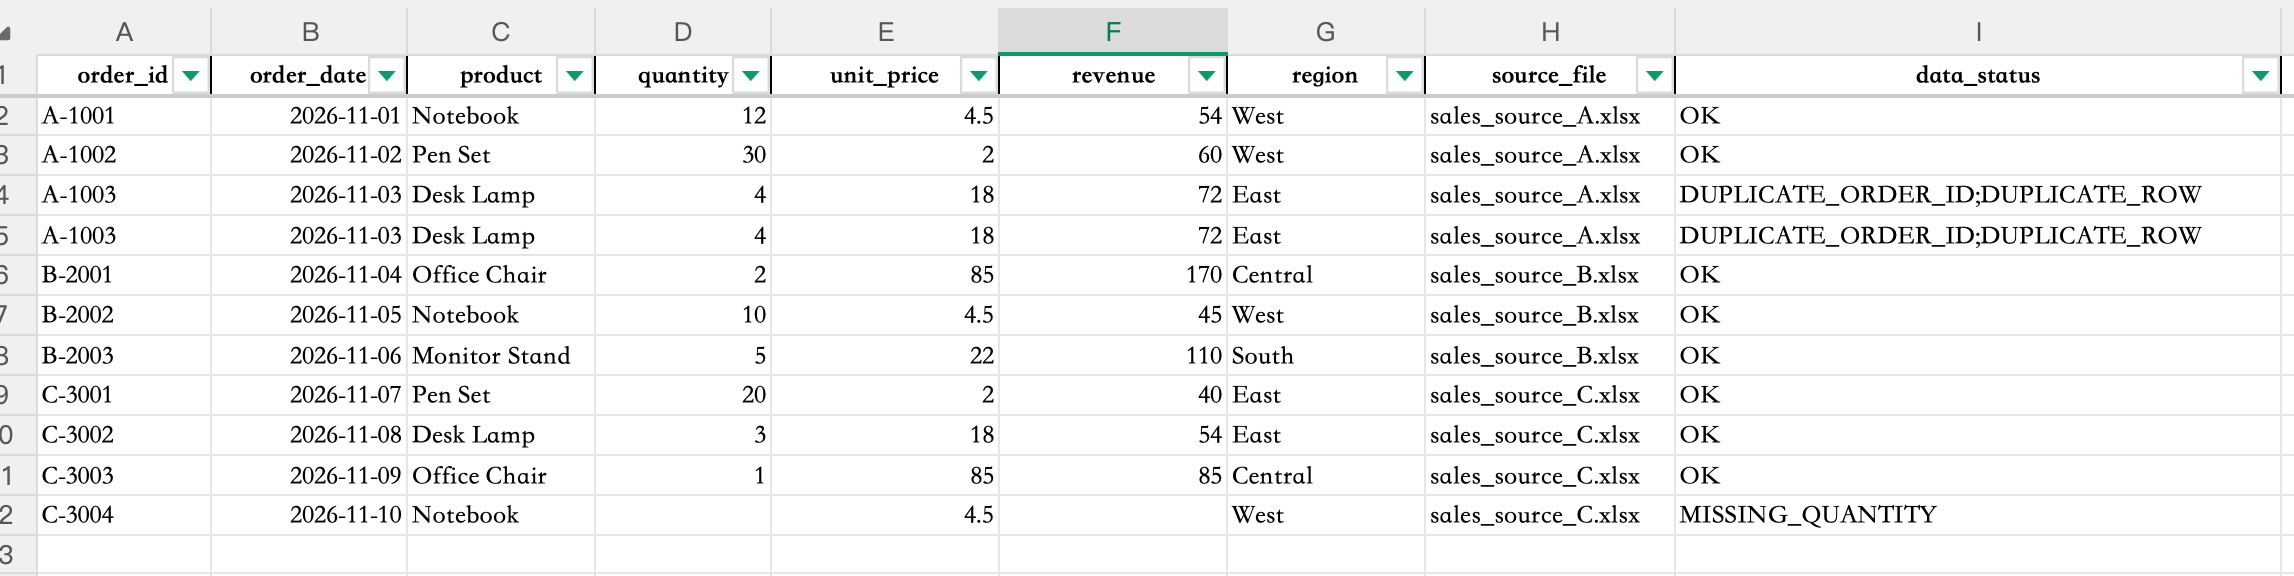 A B C D E F G H I
1 order_id order_date product quantity unit_price revenue region source_file data_status
2 A-1001 2026-11-01 Notebook 12 4.5 54 West sales_source_A.xlsx OK
3 A-1002 2026-11-02 Pen Set 30 2 60 West sales_source_A.xlsx OK
4 A-1003 2026-11-03 Desk Lamp 4 18 72 East sales_source_A.xlsx DUPLICATE_ORDER_ID;DUPLICATE_ROW
5 A-1003 2026-11-03 Desk Lamp 4 18 72 East sales_source_A.xlsx DUPLICATE_ORDER_ID;DUPLICATE_ROW
6 B-2001 2026-11-04 Office Chair 2 85 170 Central sales_source_B.xlsx OK
7 B-2002 2026-11-05 Notebook 10 4.5 45 West sales_source_B.xlsx OK
8 B-2003 2026-11-06 Monitor Stand 5 22 110 South sales_source_B.xlsx OK
9 C-3001 2026-11-07 Pen Set 20 2 40 East sales_source_C.xlsx OK
0 C-3002 2026-11-08 Desk Lamp 3 18 54 East sales_source_C.xlsx OK
1 C-3003 2026-11-09 Office Chair 1 85 85 Central sales_source_C.xlsx OK
2 C-3004 2026-11-10 Notebook 4.5 West sales_source_C.xlsx MISSING_QUANTITY
3